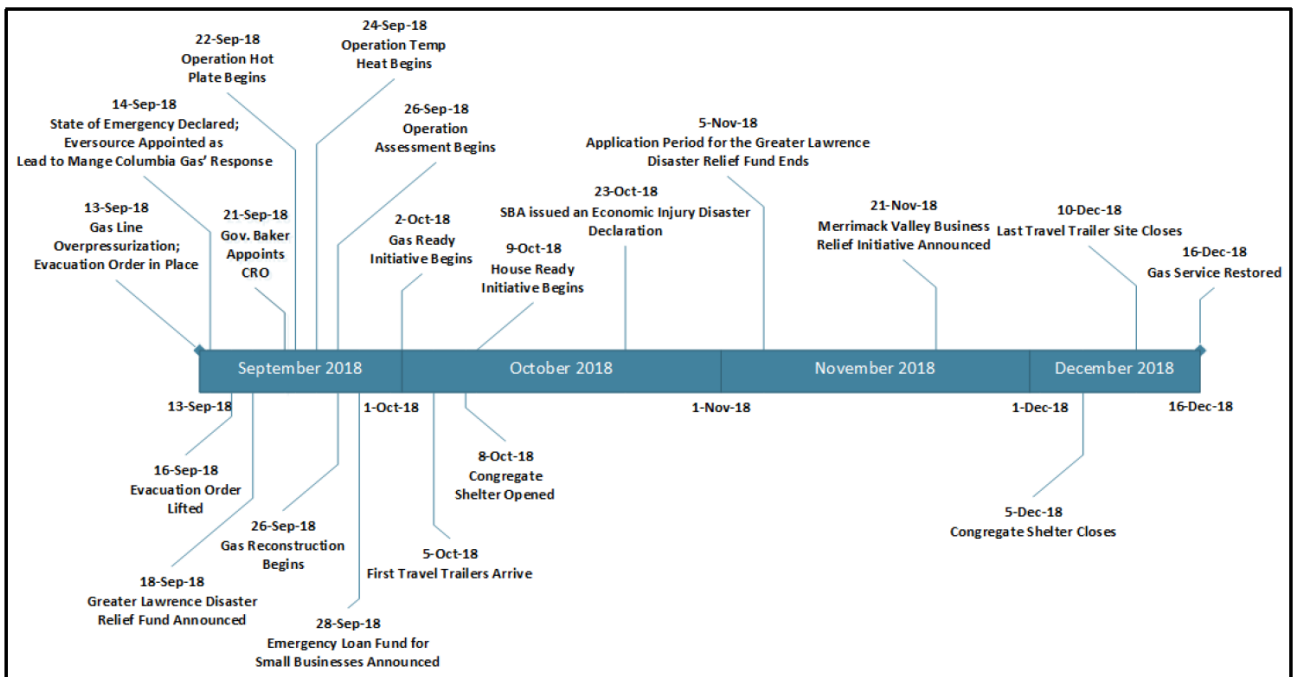 22-Sep-18
Operation Hot
Plate Begins
24-Sep-18
Operation Temp
Heat Begins
14-Sep-18
State of Emergency Declared;
Eversource Appointed as
Lead to Mange Columbia Gas' Response
26-Sep-18
Operation
Assessment Begins
5-Nov-18
Application Period for the Greater Lawrence
Disaster Relief Fund Ends
13-Sep-18
Gas Line
Overpressurization;
Evacuation Order in Place
21-Sep-18
Gov. Baker
Appoints
CRO
2-Oct-18
Gas Ready
Initiative Begins
9-Oct-18
House Ready
Initiative Begins
23-Oct-18
SBA issued an Economic Injury Disaster
Declaration
21-Nov-18
Merrimack Valley Business
Relief Initiative Announced
10-Dec-18
Last Travel Trailer Site Closes
16-Dec-18
Gas Service Restored
September 2018
October 2018
November 2018
December 2018
13-Sep-18
1-Oct-18
1-Nov-18
1-Dec-18
16-Dec-18
16-Sep-18
Evacuation Order
Lifted
18-Sep-18
Greater Lawrence Disaster
Relief Fund Announced
26-Sep-18
Gas Reconstruction
Begins
28-Sep-18
Emergency Loan Fund for
Small Businesses Announced
5-Oct-18
First Travel Trailers Arrive
8-Oct-18
Congregate
Shelter Opened
5-Dec-18
Congregate Shelter Closes